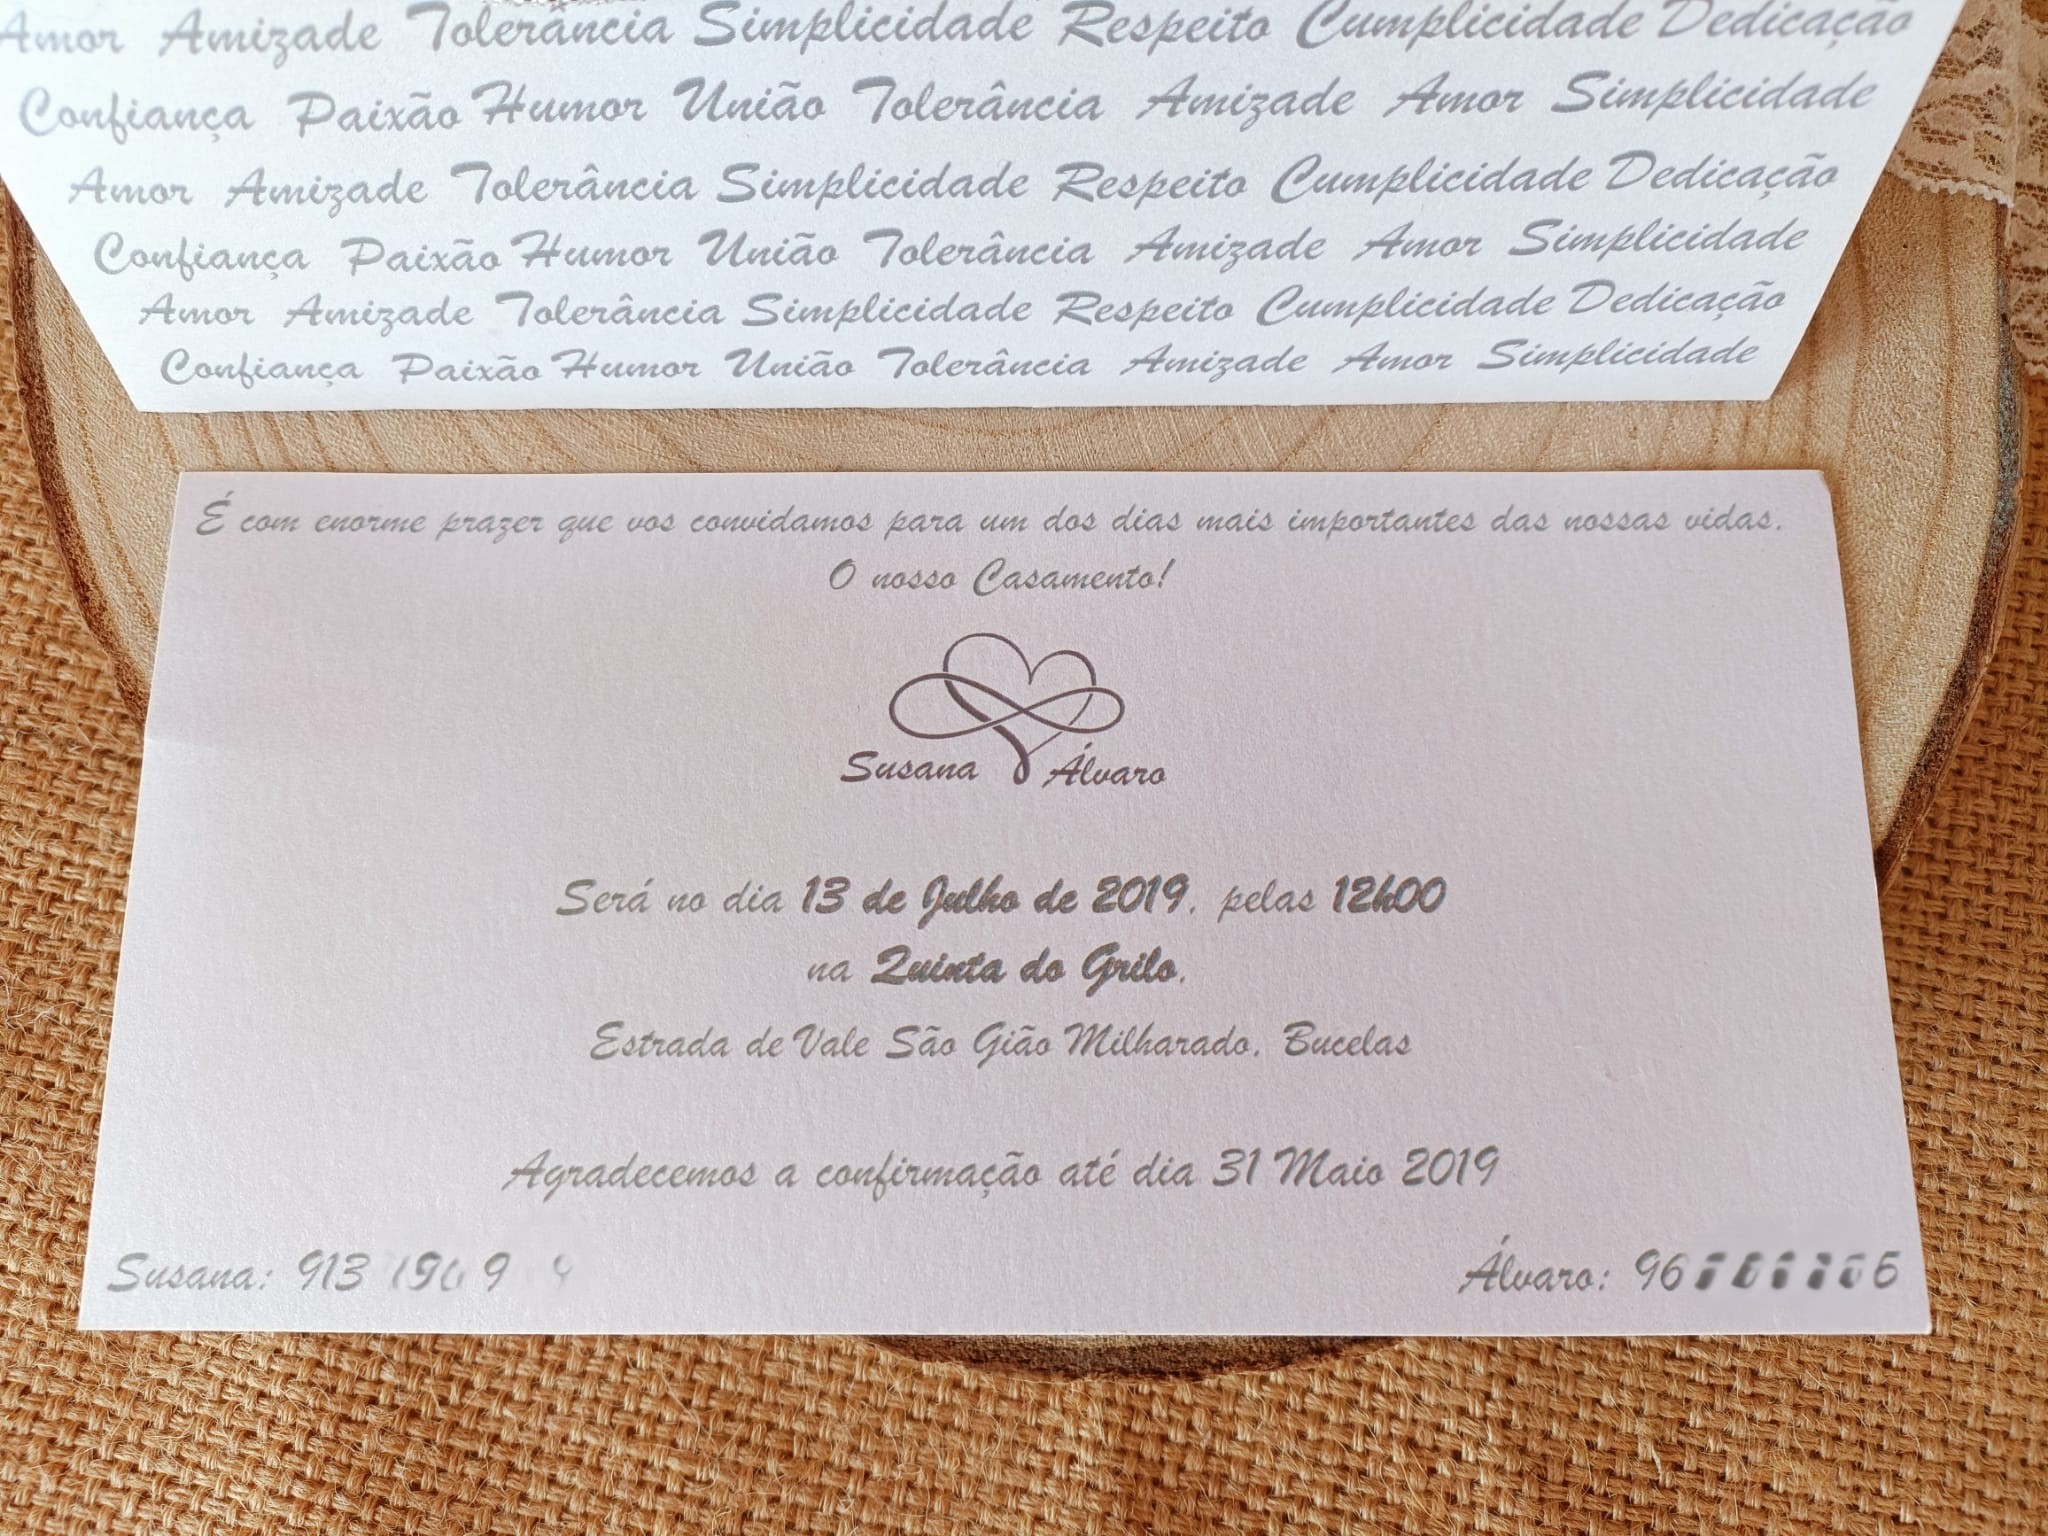 Amor Amizade Tolerância Simplicidade Respeito Cumplicidade Dedicação
Confiança Paixão Humor União Tolerância Amizade Amor Simplicidade
Amor Amizade Tolerância Simplicidade Respeito Cumplicidade Dedicação
Confiança Paixão Humor União Tolerância Amizade Amor Simplicidade
Amor Amizade Tolerância Simplicidade Respeito Cumplicidade Dedicação
Confiança Paixão Humor União Tolerância Amizade Amor Simplicidade
É com enorme prazer que vos convidamos para um dos dias mais importantes das nossas vidas.
O nosso Casamento!
Susana Álvaro
Será no dia 13 de Julho de 2019, pelas 12h00
na Quinta do Grilo,
Estrada de Vale São Gião Milharado, Bucelas
Agradecemos a confirmação até dia 31 Maio 2019
Susana: 913
Álvaro: 96